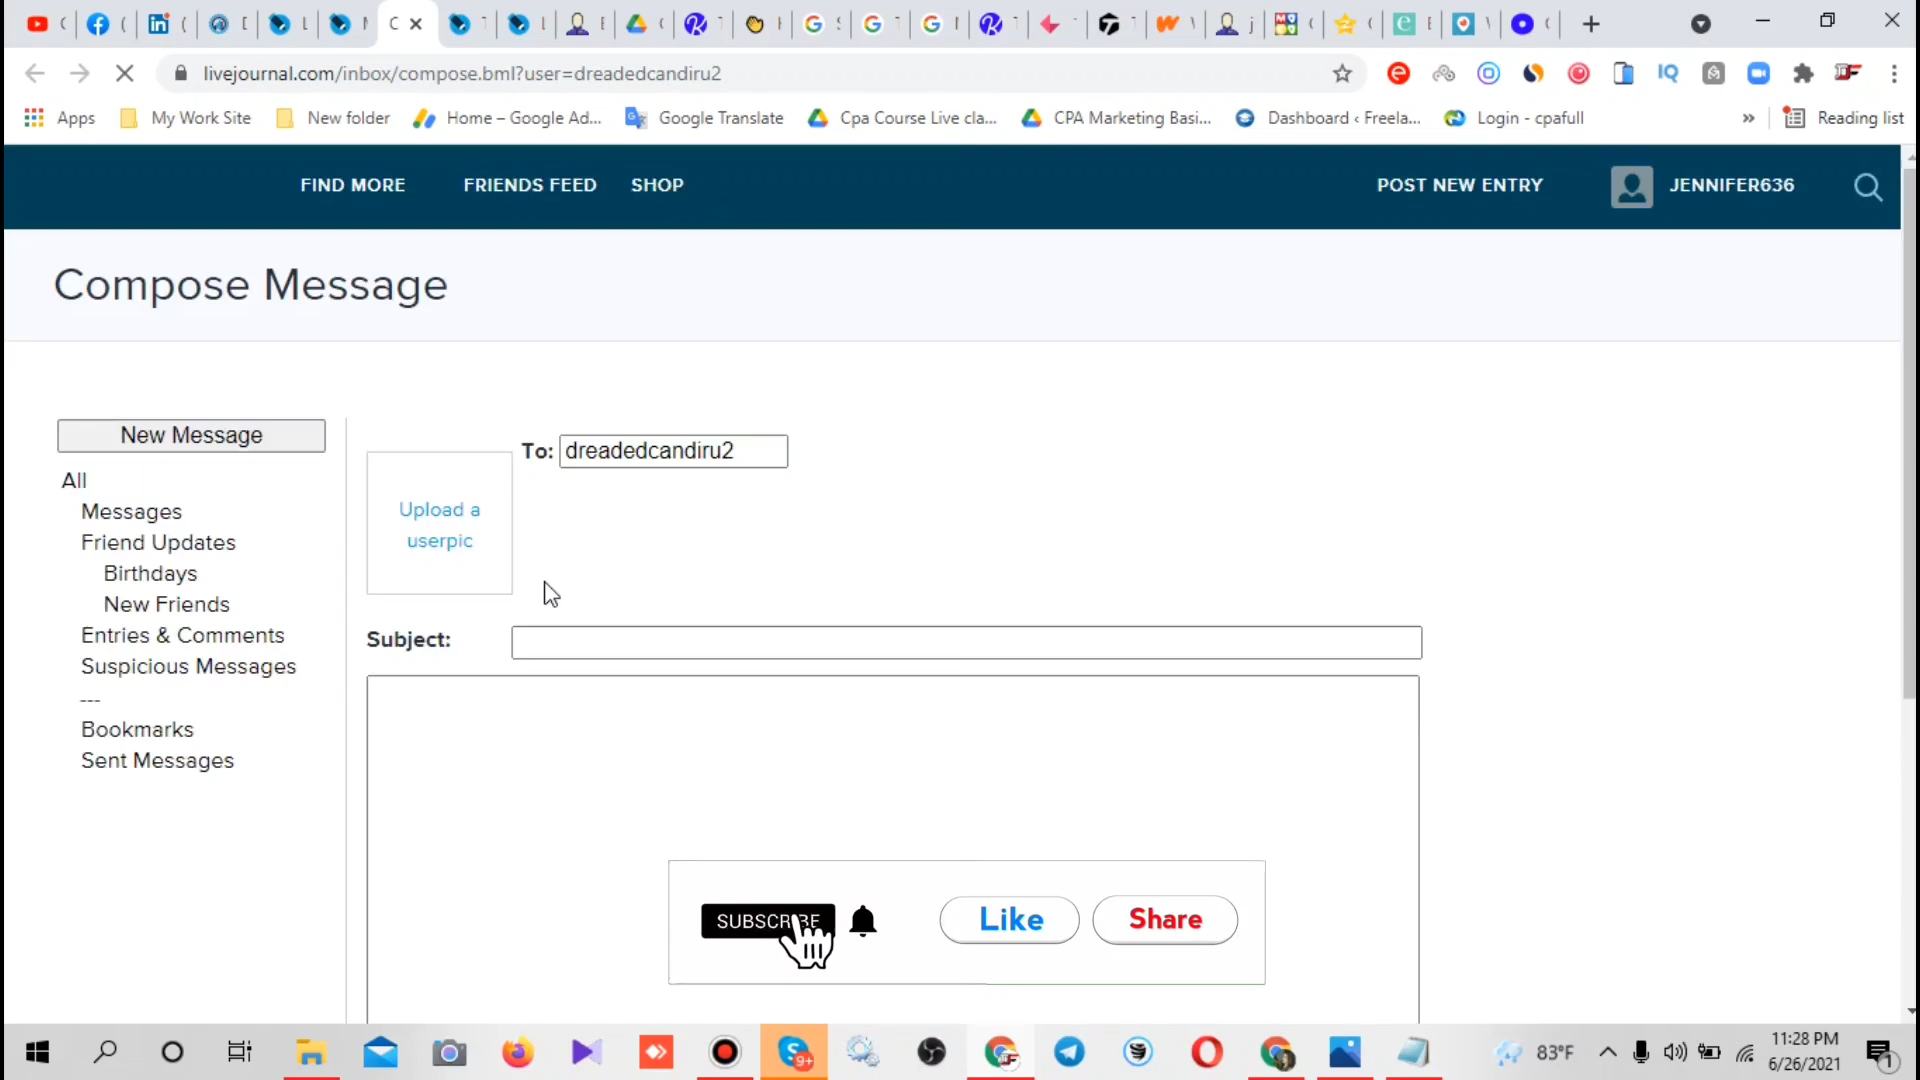 livejournal.com/inbox/compose.bml?user=dreadedcandiru2
Apps My Work Site New folder Home – Google Ad... Google Translate Cpa Course Live cla... CPA Marketing Basi... Dashboard ‹ Freela... Login - cpafull » Reading list
FIND MORE FRIENDS FEED SHOP POST NEW ENTRY JENNIFER636
Compose Message
New Message
All
Messages
Friend Updates
Birthdays
New Friends
Entries & Comments
Suspicious Messages
---
Bookmarks
Sent Messages
To: dreadedcandiru2
Upload a
userpic
Subject:
SUBSCRIBE Like Share
9+
83°F
11:28 PM
6/26/2021
1